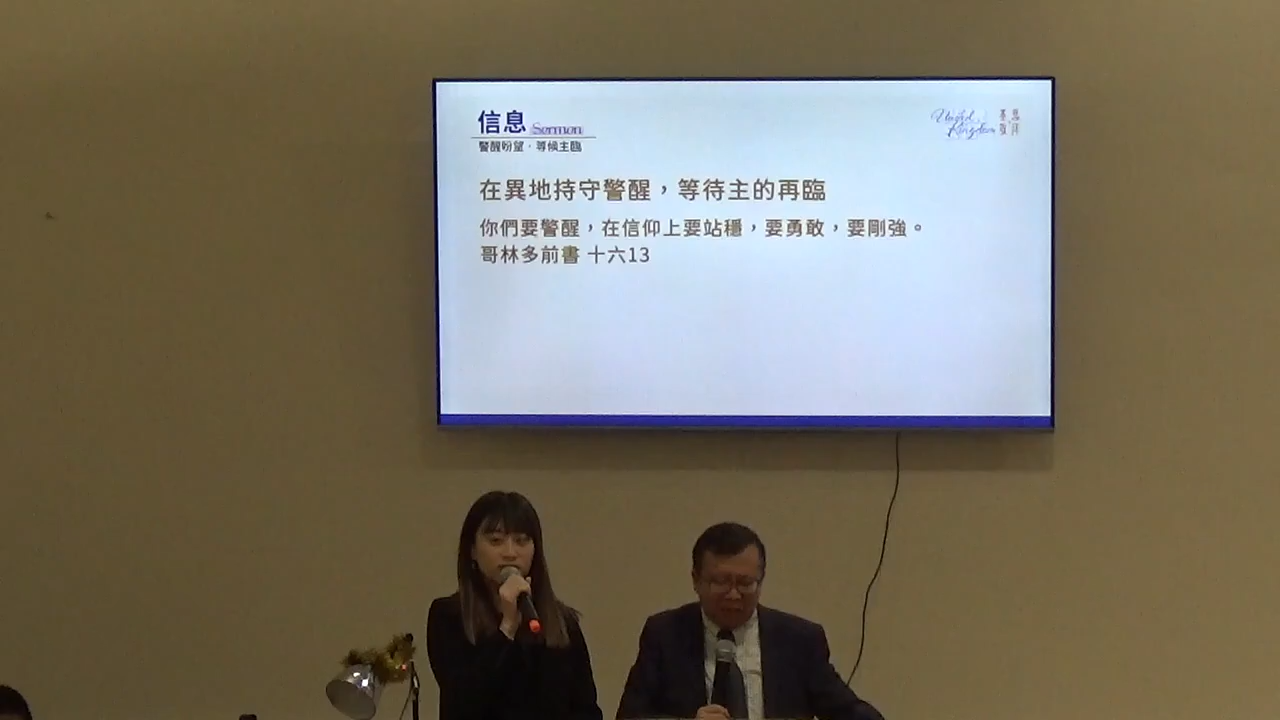 信息 Sermon
警醒盼望．等候主臨
United Kingdom
在異地持守警醒，等待主的再臨
你們要警醒，在信仰上要站穩，要勇敢，要剛強。
哥林多前書 十六13